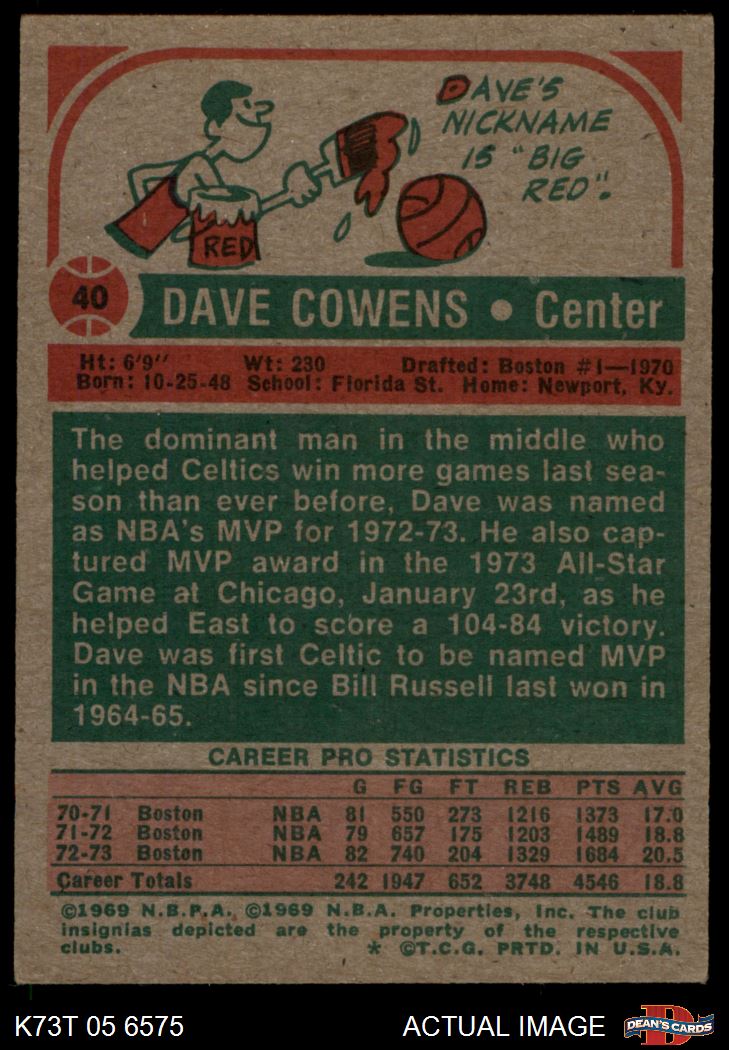 DAVE'S
NICKNAME
IS "BIG
RED".
RED
40
DAVE COWENS • Center
Ht: 6'9" Wt: 230 Drafted: Boston #1—1970
Born: 10-25-48 School: Florida St. Home: Newport, Ky.
The dominant man in the middle who
helped Celtics win more games last sea-
son than ever before, Dave was named
as NBA's MVP for 1972-73. He also cap-
tured MVP award in the 1973 All-Star
Game at Chicago, January 23rd, as he
helped East to score a 104-84 victory.
Dave was first Celtic to be named MVP
in the NBA since Bill Russell last won in
1964-65.
CAREER PRO STATISTICS
G FG FT REB PTS AVG
70-71 Boston NBA 81 550 273 1216 1373 17.0
71-72 Boston NBA 79 657 175 1203 1489 18.8
72-73 Boston NBA 82 740 204 1329 1684 20.5
Career Totals 242 1947 652 3748 4546 18.8
©1969 N.B.P.A. ©1969 N.B.A. Properties, Inc. The club
insignias depicted are the property of the respective
clubs. * ©T.C.G. PRTD. IN U.S.A.
K73T 05 6575 ACTUAL IMAGE DEAN'S CARDS